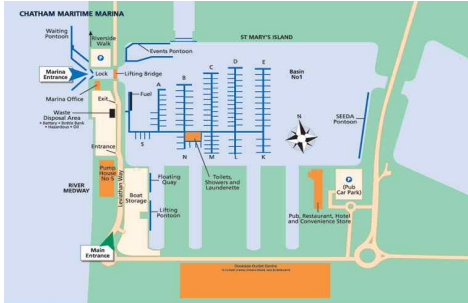 CHATHAM MARITIME MARINA
Waiting
Pontoon
Riverside
Walk
P
ST MARY'S ISLAND
Events Pontoon
Marina
Entrance
Lock
Lifting Bridge
Marina Office
Exit
Fuel
A
B
C
D
E
Basin
No1
Waste
Disposal Area
N
SEEDA
Pontoon
S
Entrance
N
M
L
K
Toilets,
Showers and
Laundenette
Pump
House
No 5
RIVER
MEDWAY
Leviathan Way
Floating
Quay
Boat
Storage
Lifting
Pontoon
P
(Pub
Car Park)
Pub, Restaurant, Hotel
and Convenience Store
Main
Entrance